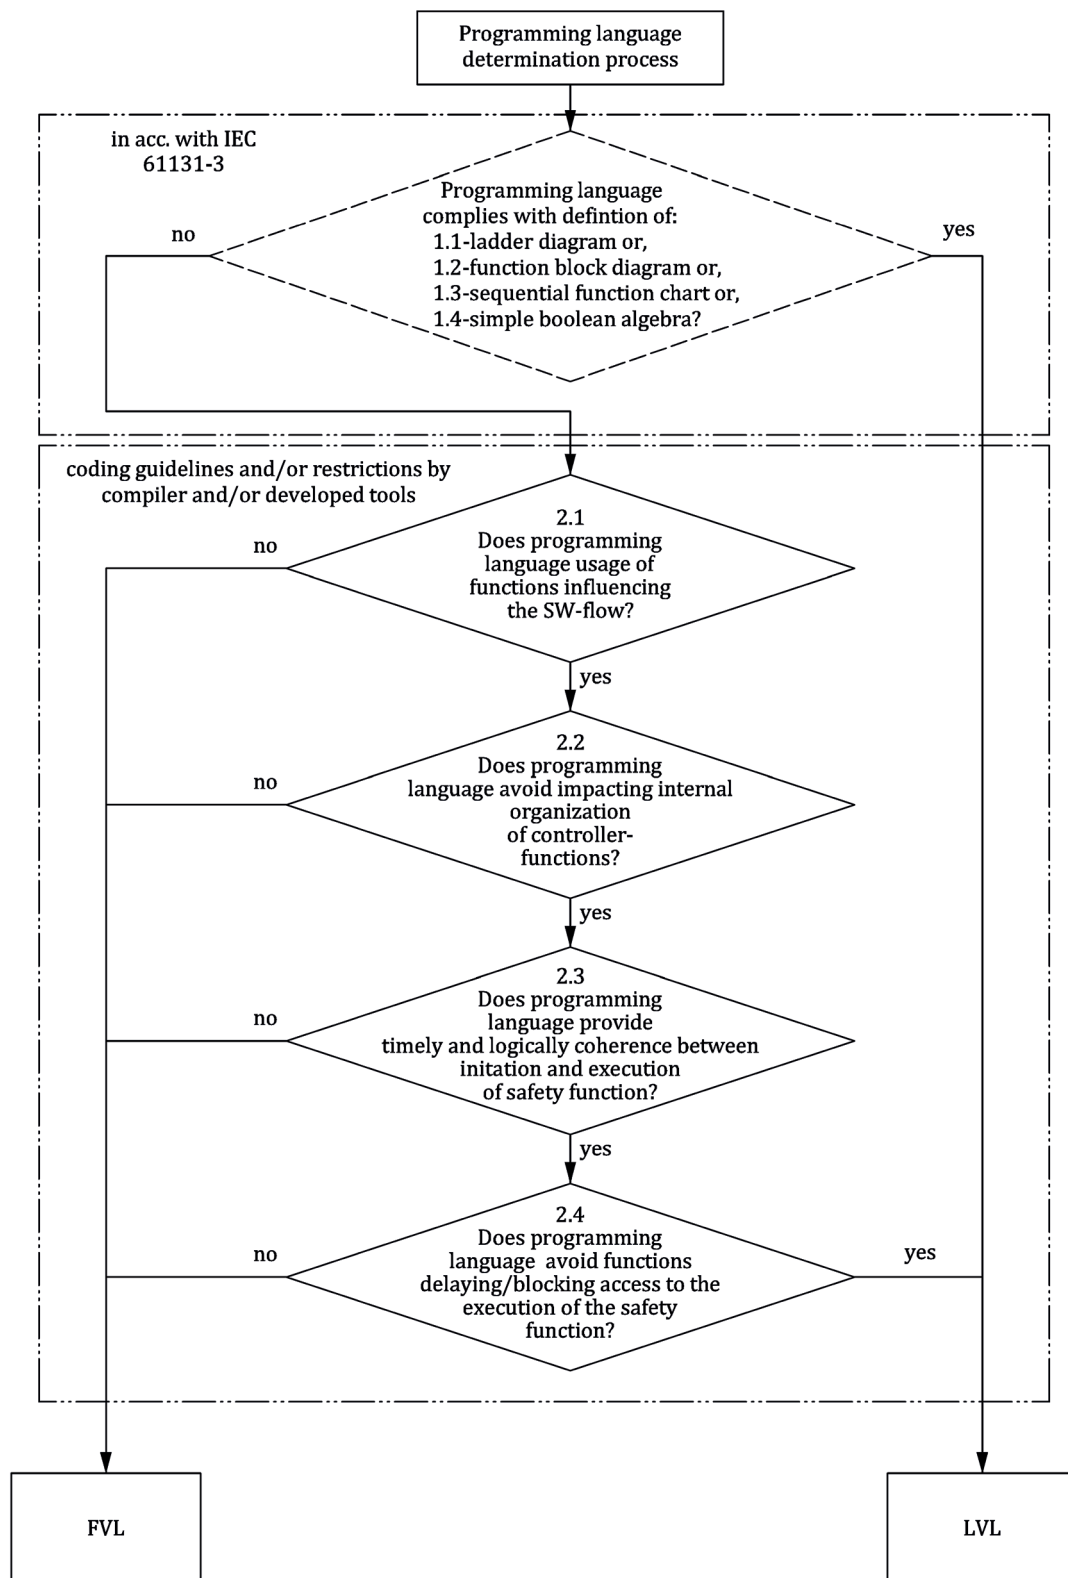 Programming language
determination process
in acc. with IEC
61131-3
Programming language
complies with defintion of:
1.1-ladder diagram or,
1.2-function block diagram or,
1.3-sequential function chart or,
1.4-simple boolean algebra?
no
yes
coding guidelines and/or restrictions by
compiler and/or developed tools
2.1
Does programming
language usage of
functions influencing
the SW-flow?
no
yes
2.2
Does programming
language avoid impacting internal
organization
of controller-
functions?
no
yes
2.3
Does programming
language provide
timely and logically coherence between
initation and execution
of safety function?
no
yes
2.4
Does programming
language avoid functions
delaying/blocking access to the
execution of the safety
function?
no
yes
FVL
LVL